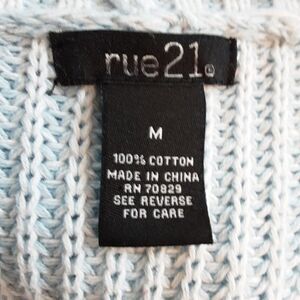 rue21®
M
100% COTTON
MADE IN CHINA
RN 70829
SEE REVERSE
FOR CARE